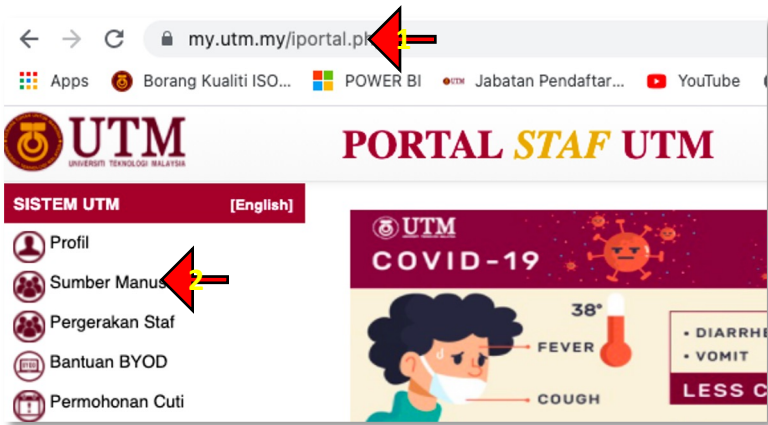 my.utm.my/iportal.p
1
Apps Borang Kualiti ISO... POWER BI UTM Jabatan Pendaftar... YouTube
UTM
UNIVERSITI TEKNOLOGI MALAYSIA
PORTAL STAF UTM
SISTEM UTM [English]
Profil
Sumber Manus
2
Pergerakan Staf
Bantuan BYOD
Permohonan Cuti
UTM
COVID-19
38°
FEVER
COUGH
• DIARRHE
• VOMIT
LESS C